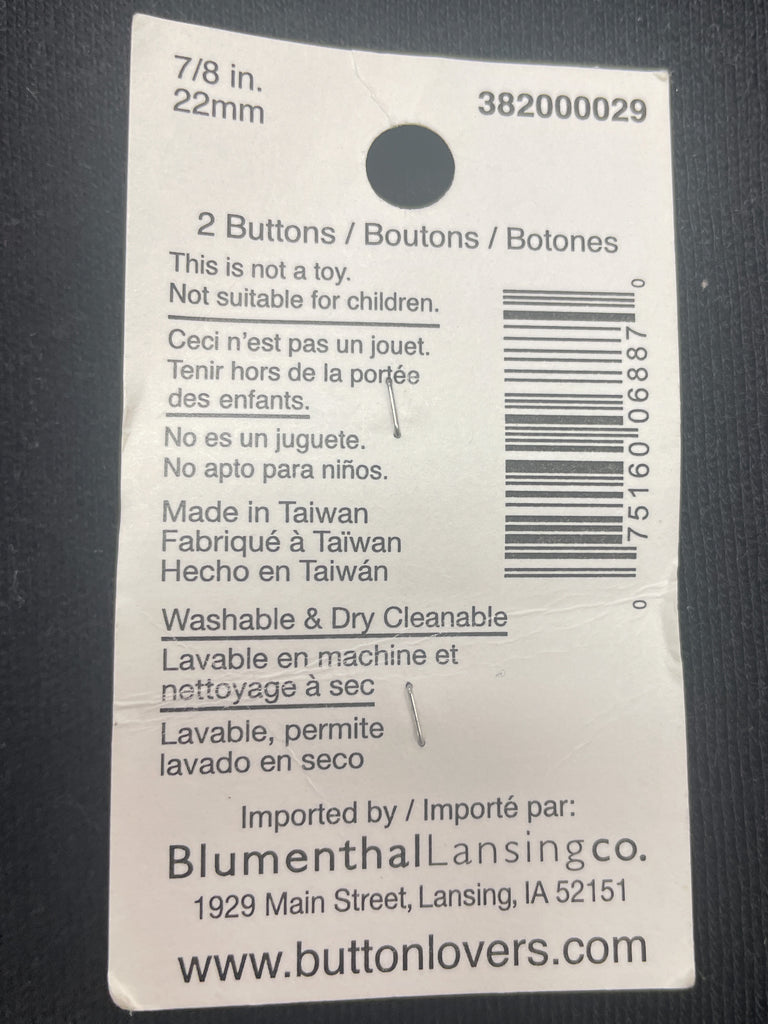 7/8 in.
22mm
382000029
2 Buttons / Boutons / Botones
This is not a toy.
Not suitable for children.
Ceci n'est pas un jouet.
Tenir hors de la portée
des enfants.
No es un juguete.
No apto para niños.
Made in Taiwan
Fabriqué à Taïwan
Hecho en Taiwán
Washable & Dry Cleanable
Lavable en machine et
nettoyage à sec
Lavable, permite
lavado en seco
0 75160 06887 0
Imported by / Importé par:
BlumenthalLansingco.
1929 Main Street, Lansing, IA 52151
www.buttonlovers.com